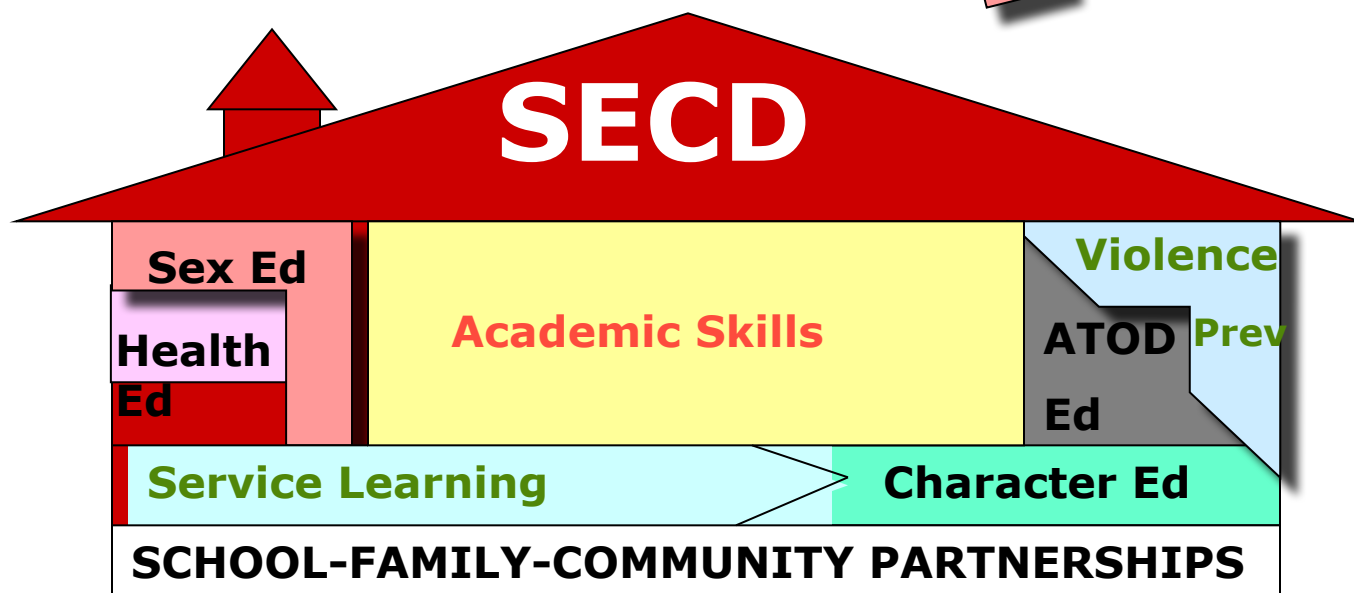 SECD
Sex Ed
Health
Ed
Academic Skills
Violence
Prev
ATOD
Ed
Service Learning
Character Ed
SCHOOL-FAMILY-COMMUNITY PARTNERSHIPS